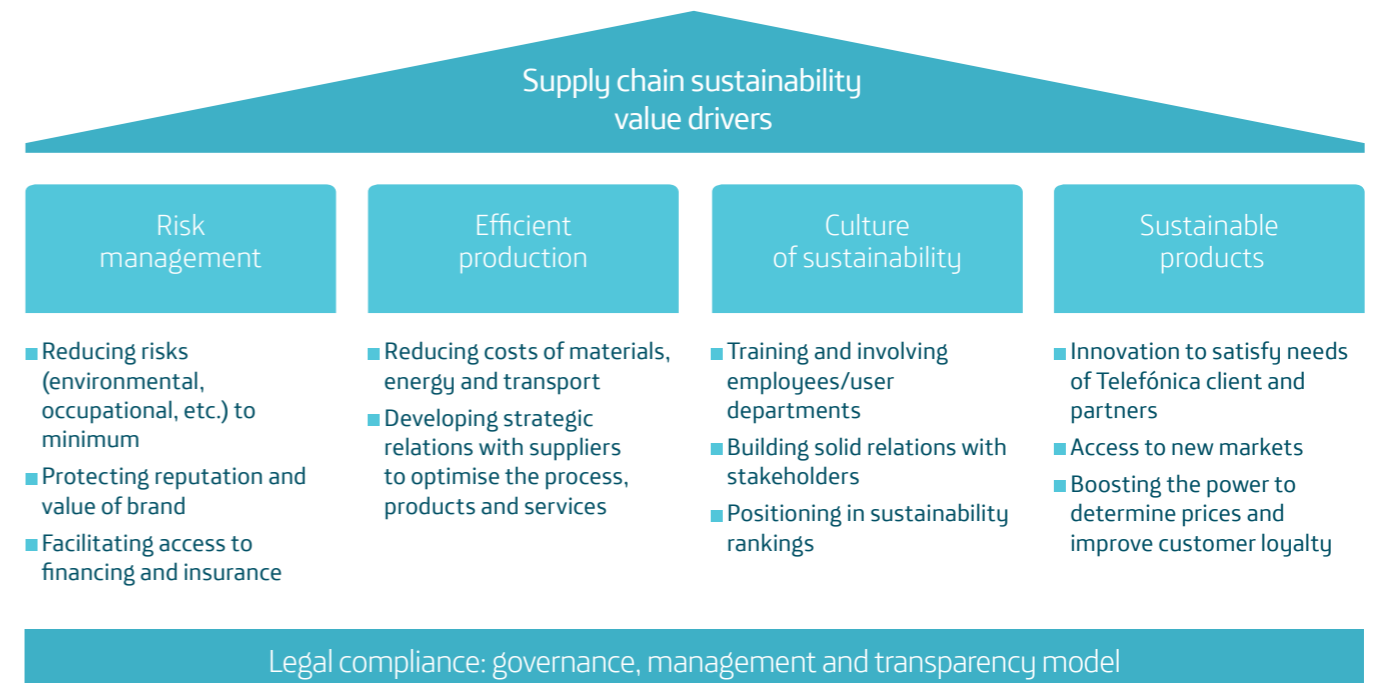 Supply chain sustainability
value drivers
Risk
management
Efficient
production
Culture
of sustainability
Sustainable
products
Reducing risks
(environmental,
occupational, etc.) to
minimum
Protecting reputation and
value of brand
Facilitating access to
financing and insurance
Reducing costs of materials,
energy and transport
Developing strategic
relations with suppliers
to optimise the process,
products and services
Training and involving
employees/user
departments
Building solid relations with
stakeholders
Positioning in sustainability
rankings
Innovation to satisfy needs
of Telefónica client and
partners
Access to new markets
Boosting the power to
determine prices and
improve customer loyalty
Legal compliance: governance, management and transparency model